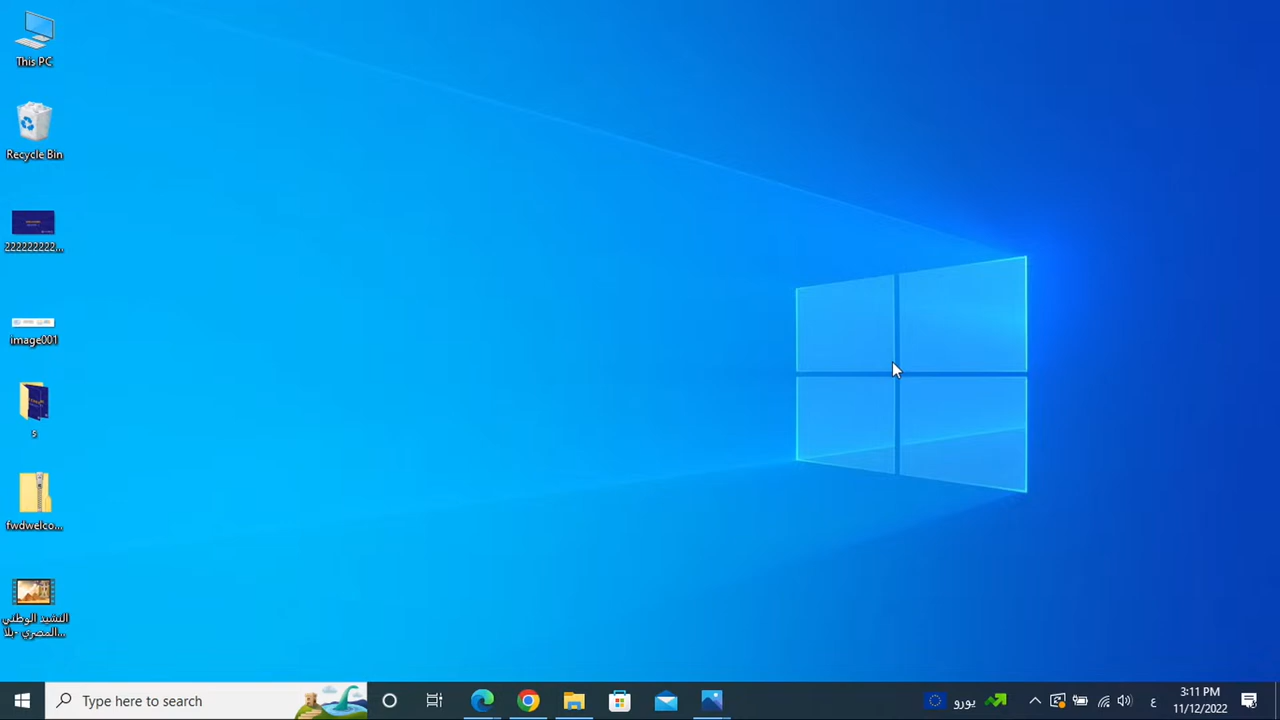 This PC
Recycle Bin
222222222...
image001
s
fwdwelco...
النشيد الوطني
المصري -بلا...
Type here to search
يورو
ع
3:11 PM
11/12/2022